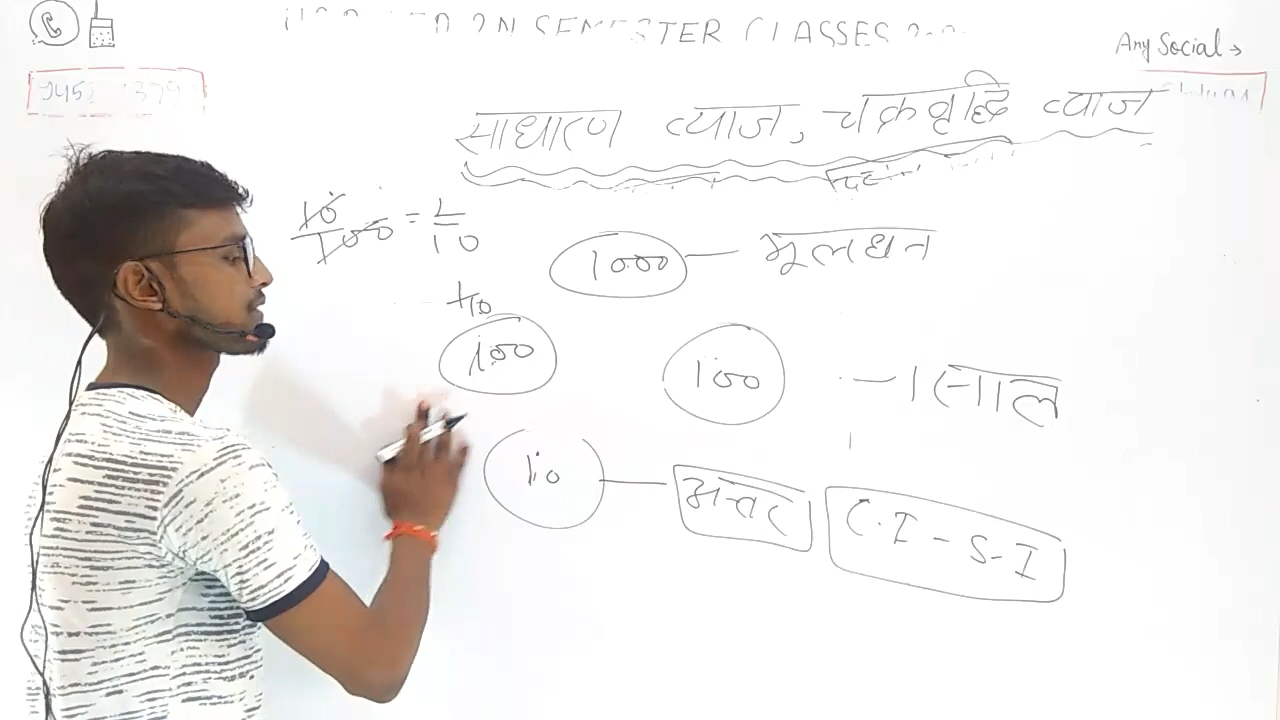 SEMESTER CLASSES
Any Social →
साधारण ब्याज, चक्रवृद्धि ब्याज
10/100 = 1/10
1000 — मूलधन
+10
100
100 — 1 साल
10 — अन्तर C.I - S-I